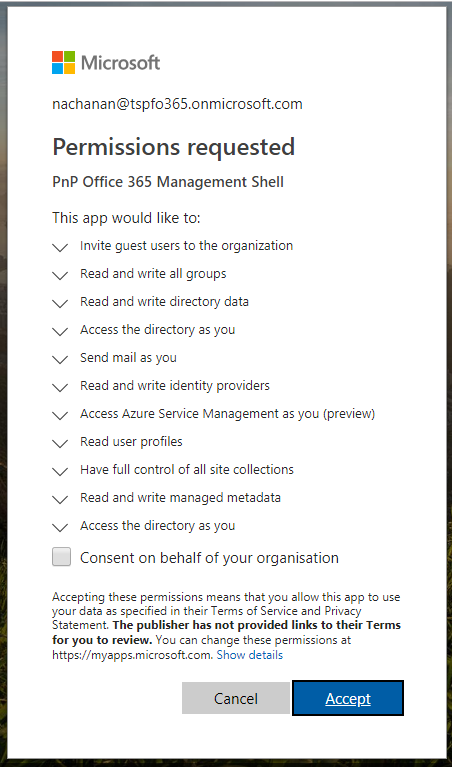 Microsoft
nachanan@tspfo365.onmicrosoft.com
Permissions requested
PnP Office 365 Management Shell
This app would like to:
Invite guest users to the organization
Read and write all groups
Read and write directory data
Access the directory as you
Send mail as you
Read and write identity providers
Access Azure Service Management as you (preview)
Read user profiles
Have full control of all site collections
Read and write managed metadata
Access the directory as you
Consent on behalf of your organisation
Accepting these permissions means that you allow this app to use
your data as specified in their Terms of Service and Privacy
Statement. The publisher has not provided links to their Terms
for you to review. You can change these permissions at
https://myapps.microsoft.com. Show details
Cancel Accept